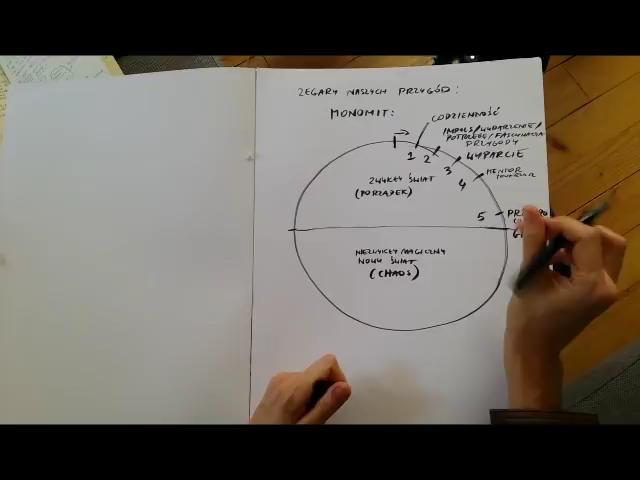 ZEGARY NASZYCH PRZYGÓD:
MONOMIT:
CODZIENNOŚĆ
IMPULS/WYDARZENIE/
POTRZEBA/FASCYNACJA
PRZYGODY
1
2
WYPARCIE
3
MENTOR
4
ZWYKŁY ŚWIAT
(PORZĄDEK)
5
NIEZWYKŁY/MAGICZNY
NOWY ŚWIAT
(CHAOS)